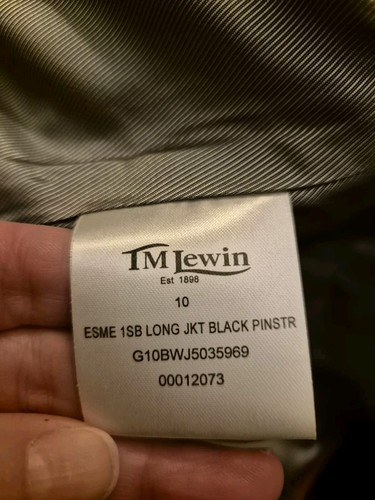 TM Lewin
Est 1898
10
ESME 1SB LONG JKT BLACK PINSTR
G10BWJ5035969
00012073